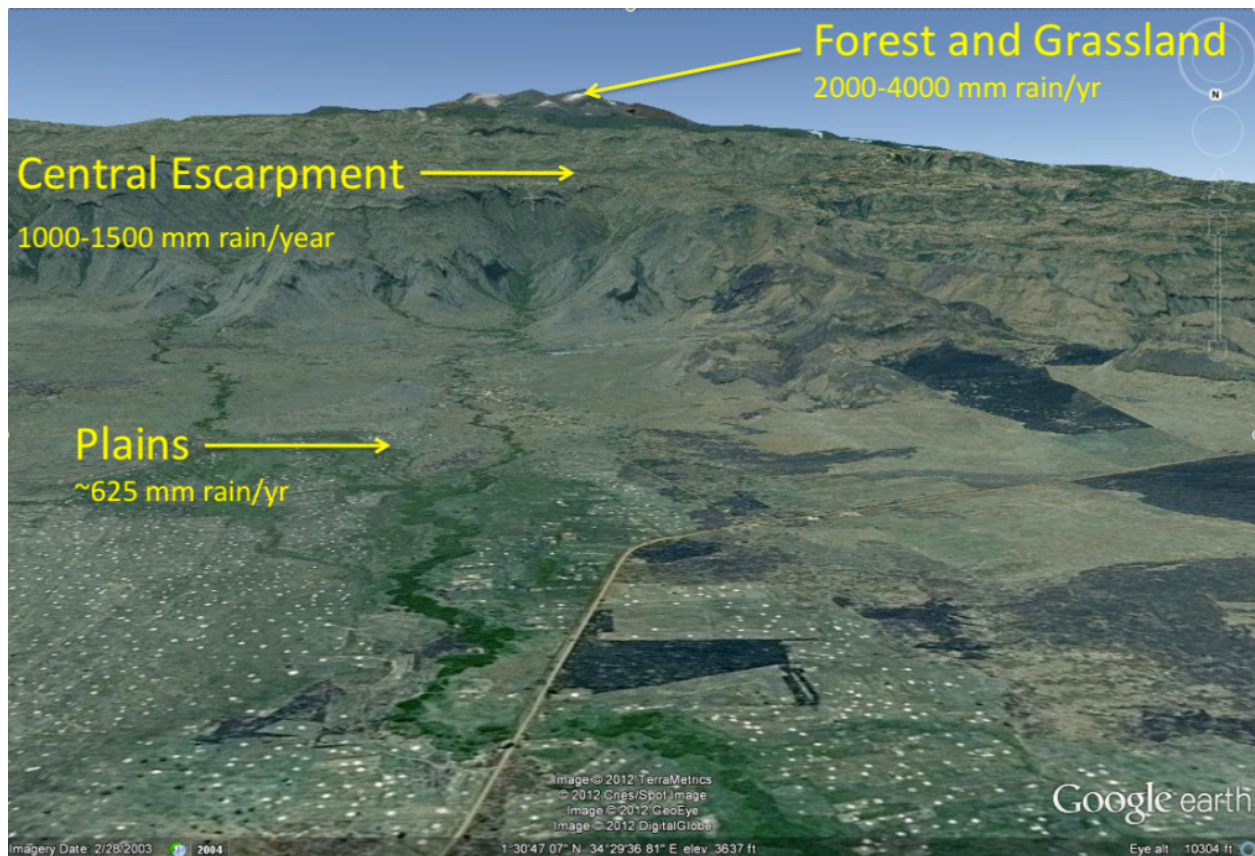 Forest and Grassland
2000-4000 mm rain/yr
N
Central Escarpment
1000-1500 mm rain/year
Plains
~625 mm rain/yr
Image © 2012 TerraMetrics
© 2012 Cnes/Spot Image
Image © 2012 GeoEye
Image © 2012 DigitalGlobe
Google earth
Imagery Date: 2/28/2003 2004 1°30'47.07" N 34°29'36.81" E elev 3637 ft Eye alt 10304 ft